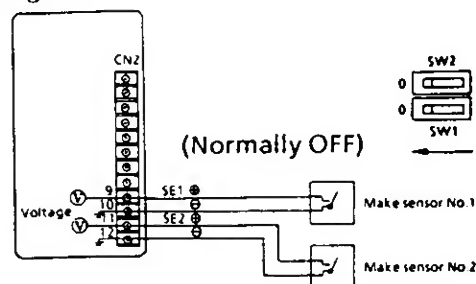 CN2
SW2
0
0
SW1
(Normally OFF)
9 SE1 ⊕
V
10 ⊖
Make sensor No.1
Voltage 11 SE2 ⊕
V
12 ⊖
Make sensor No.2